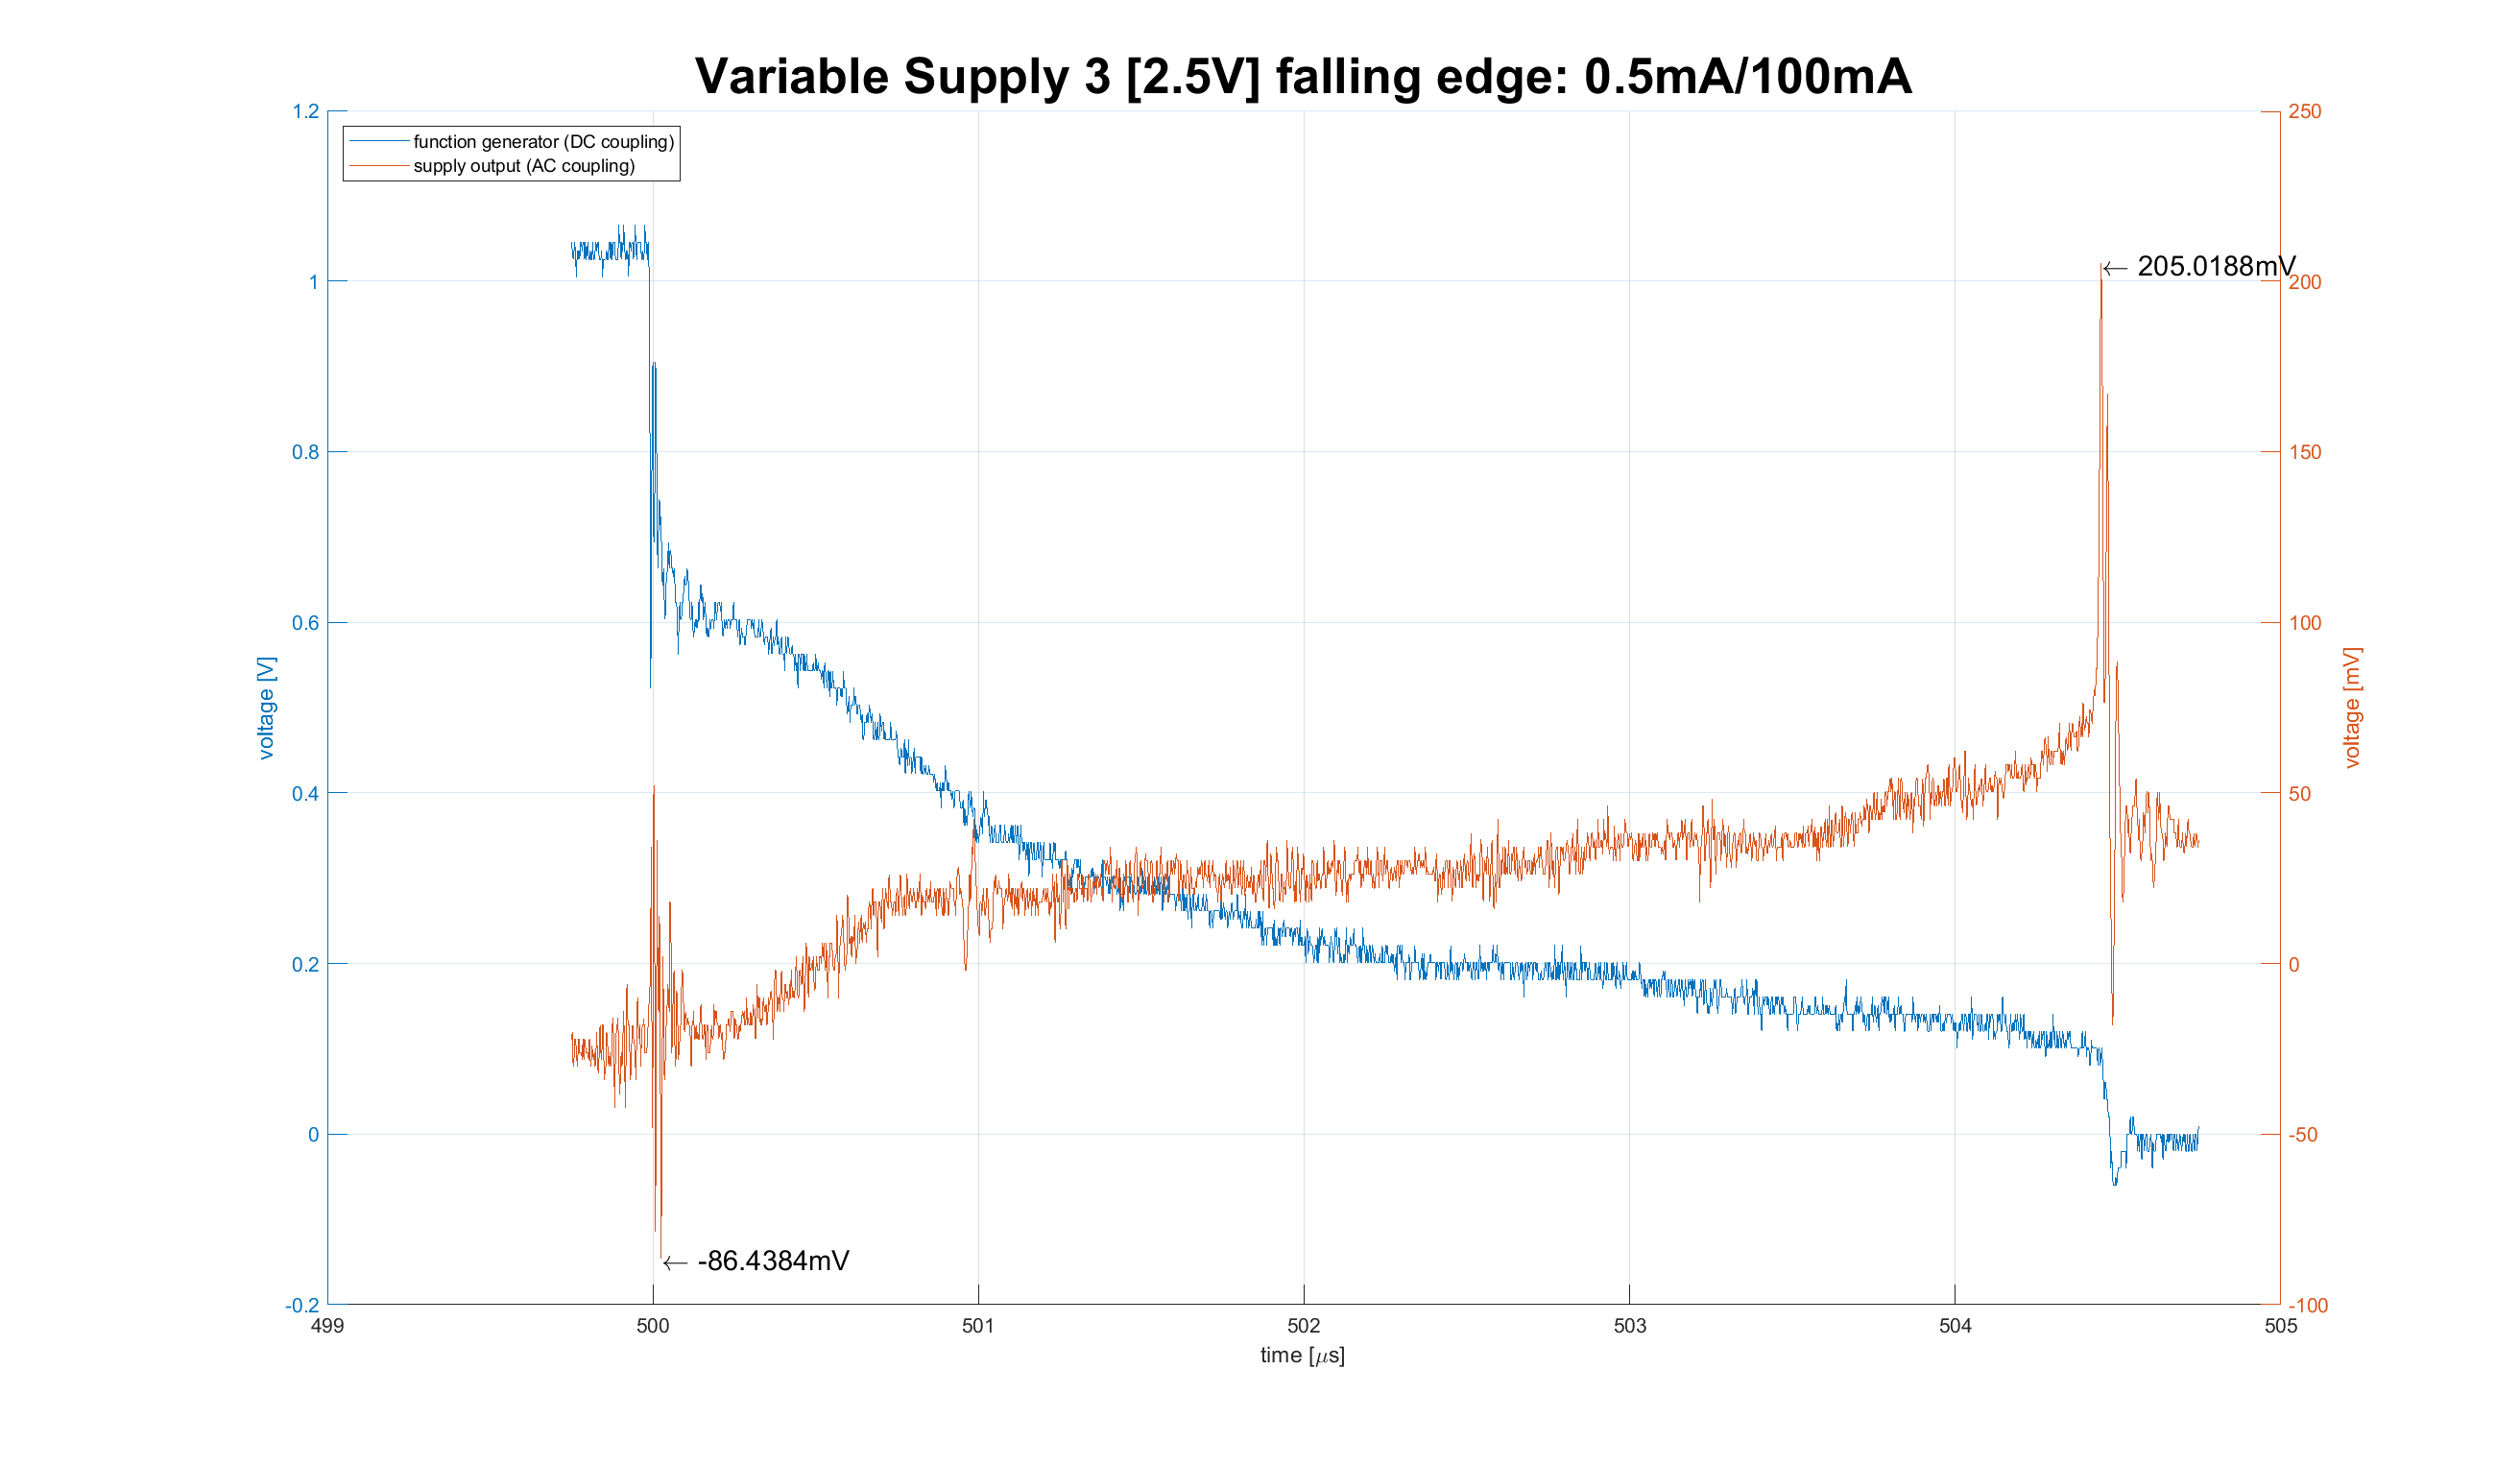 Variable Supply 3 [2.5V] falling edge: 0.5mA/100mA
function generator (DC coupling)
supply output (AC coupling)
1.2
1
0.8
0.6
0.4
0.2
0
-0.2
voltage [V]
205.0188mV
-86.4384mV
250
200
150
100
50
0
-50
-100
voltage [mV]
499
500
501
502
503
504
505
time [μs]